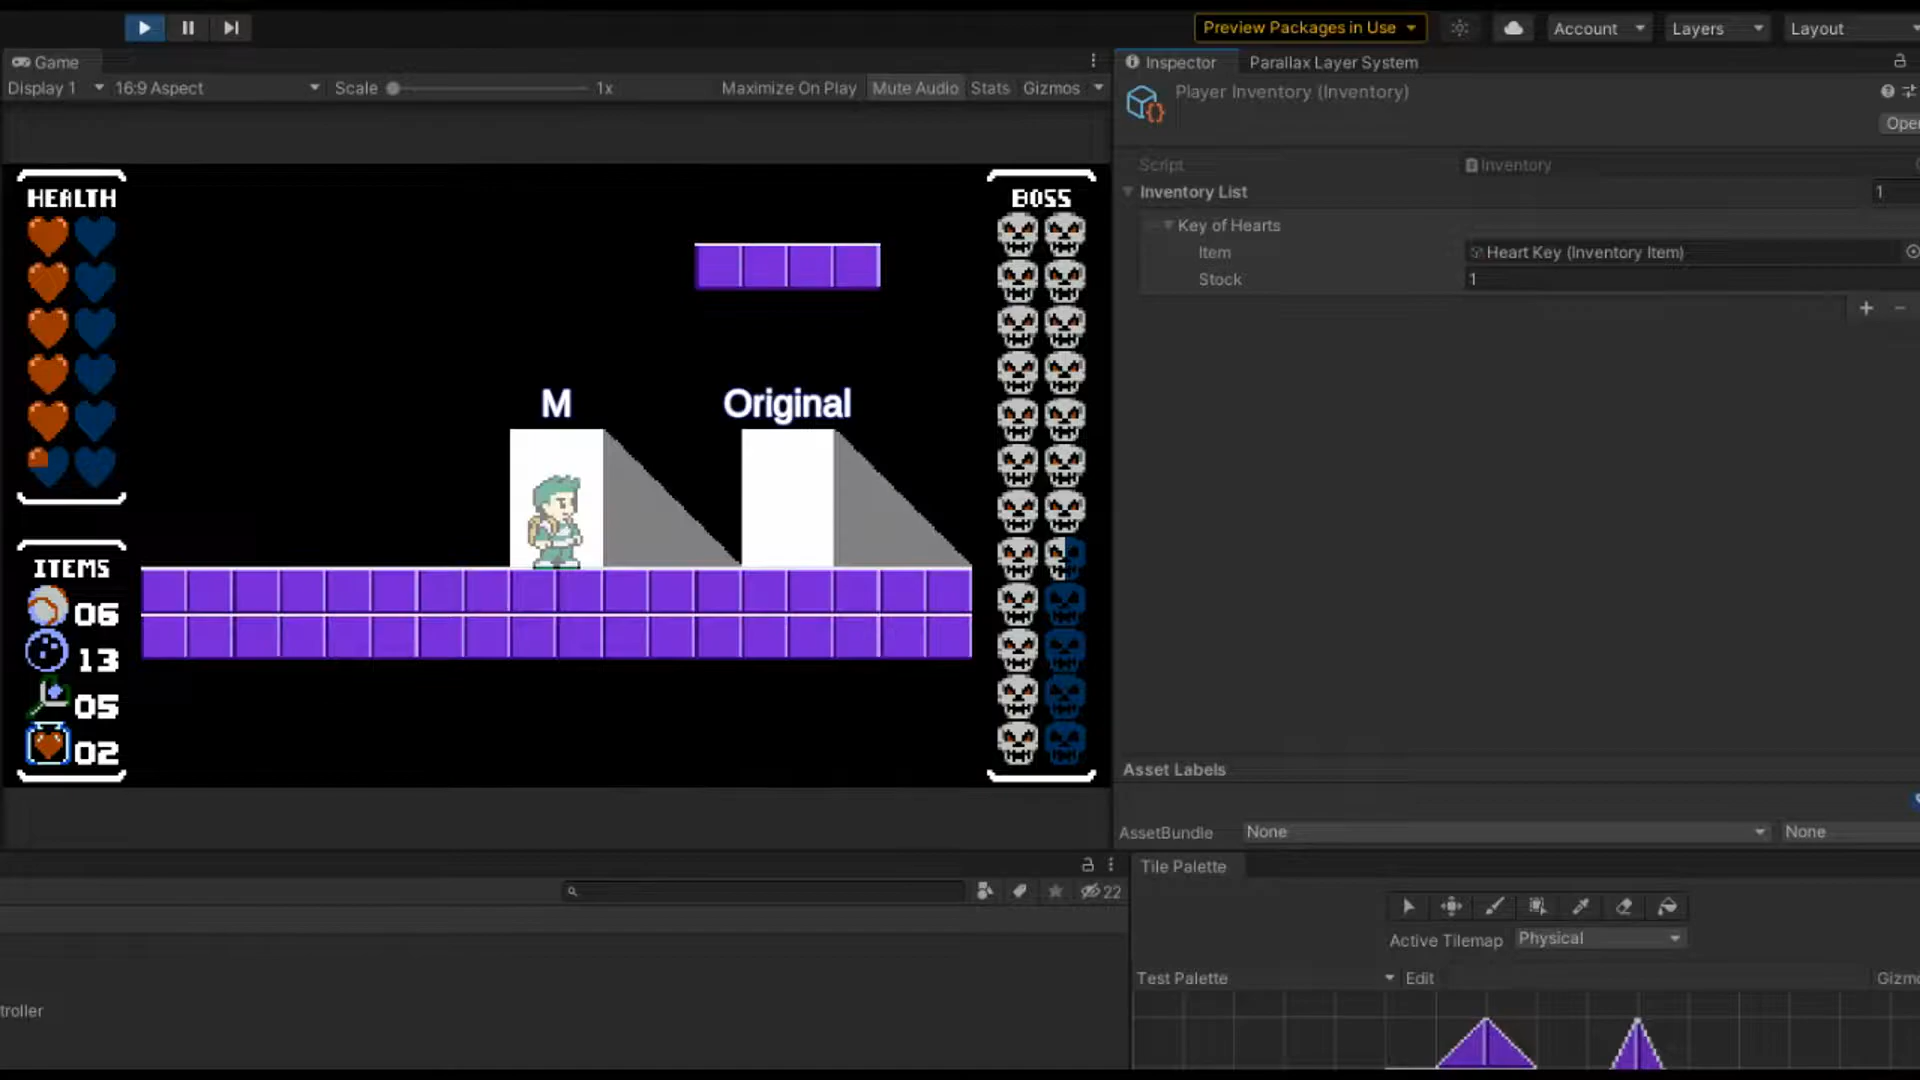 Preview Packages in Use
Account
Layers
Layout
Game
Display 1
16:9 Aspect
Scale
1x
Maximize On Play
Mute Audio
Stats
Gizmos
Inspector
Parallax Layer System
Player Inventory (Inventory)
Script
Inventory
Inventory List
1
Key of Hearts
Item
Heart Key (Inventory Item)
Stock
1
HEALTH
BOSS
M
Original
ITEMS
06
13
05
02
Asset Labels
AssetBundle
None
None
22
troller
Tile Palette
Active Tilemap
Physical
Test Palette
Edit